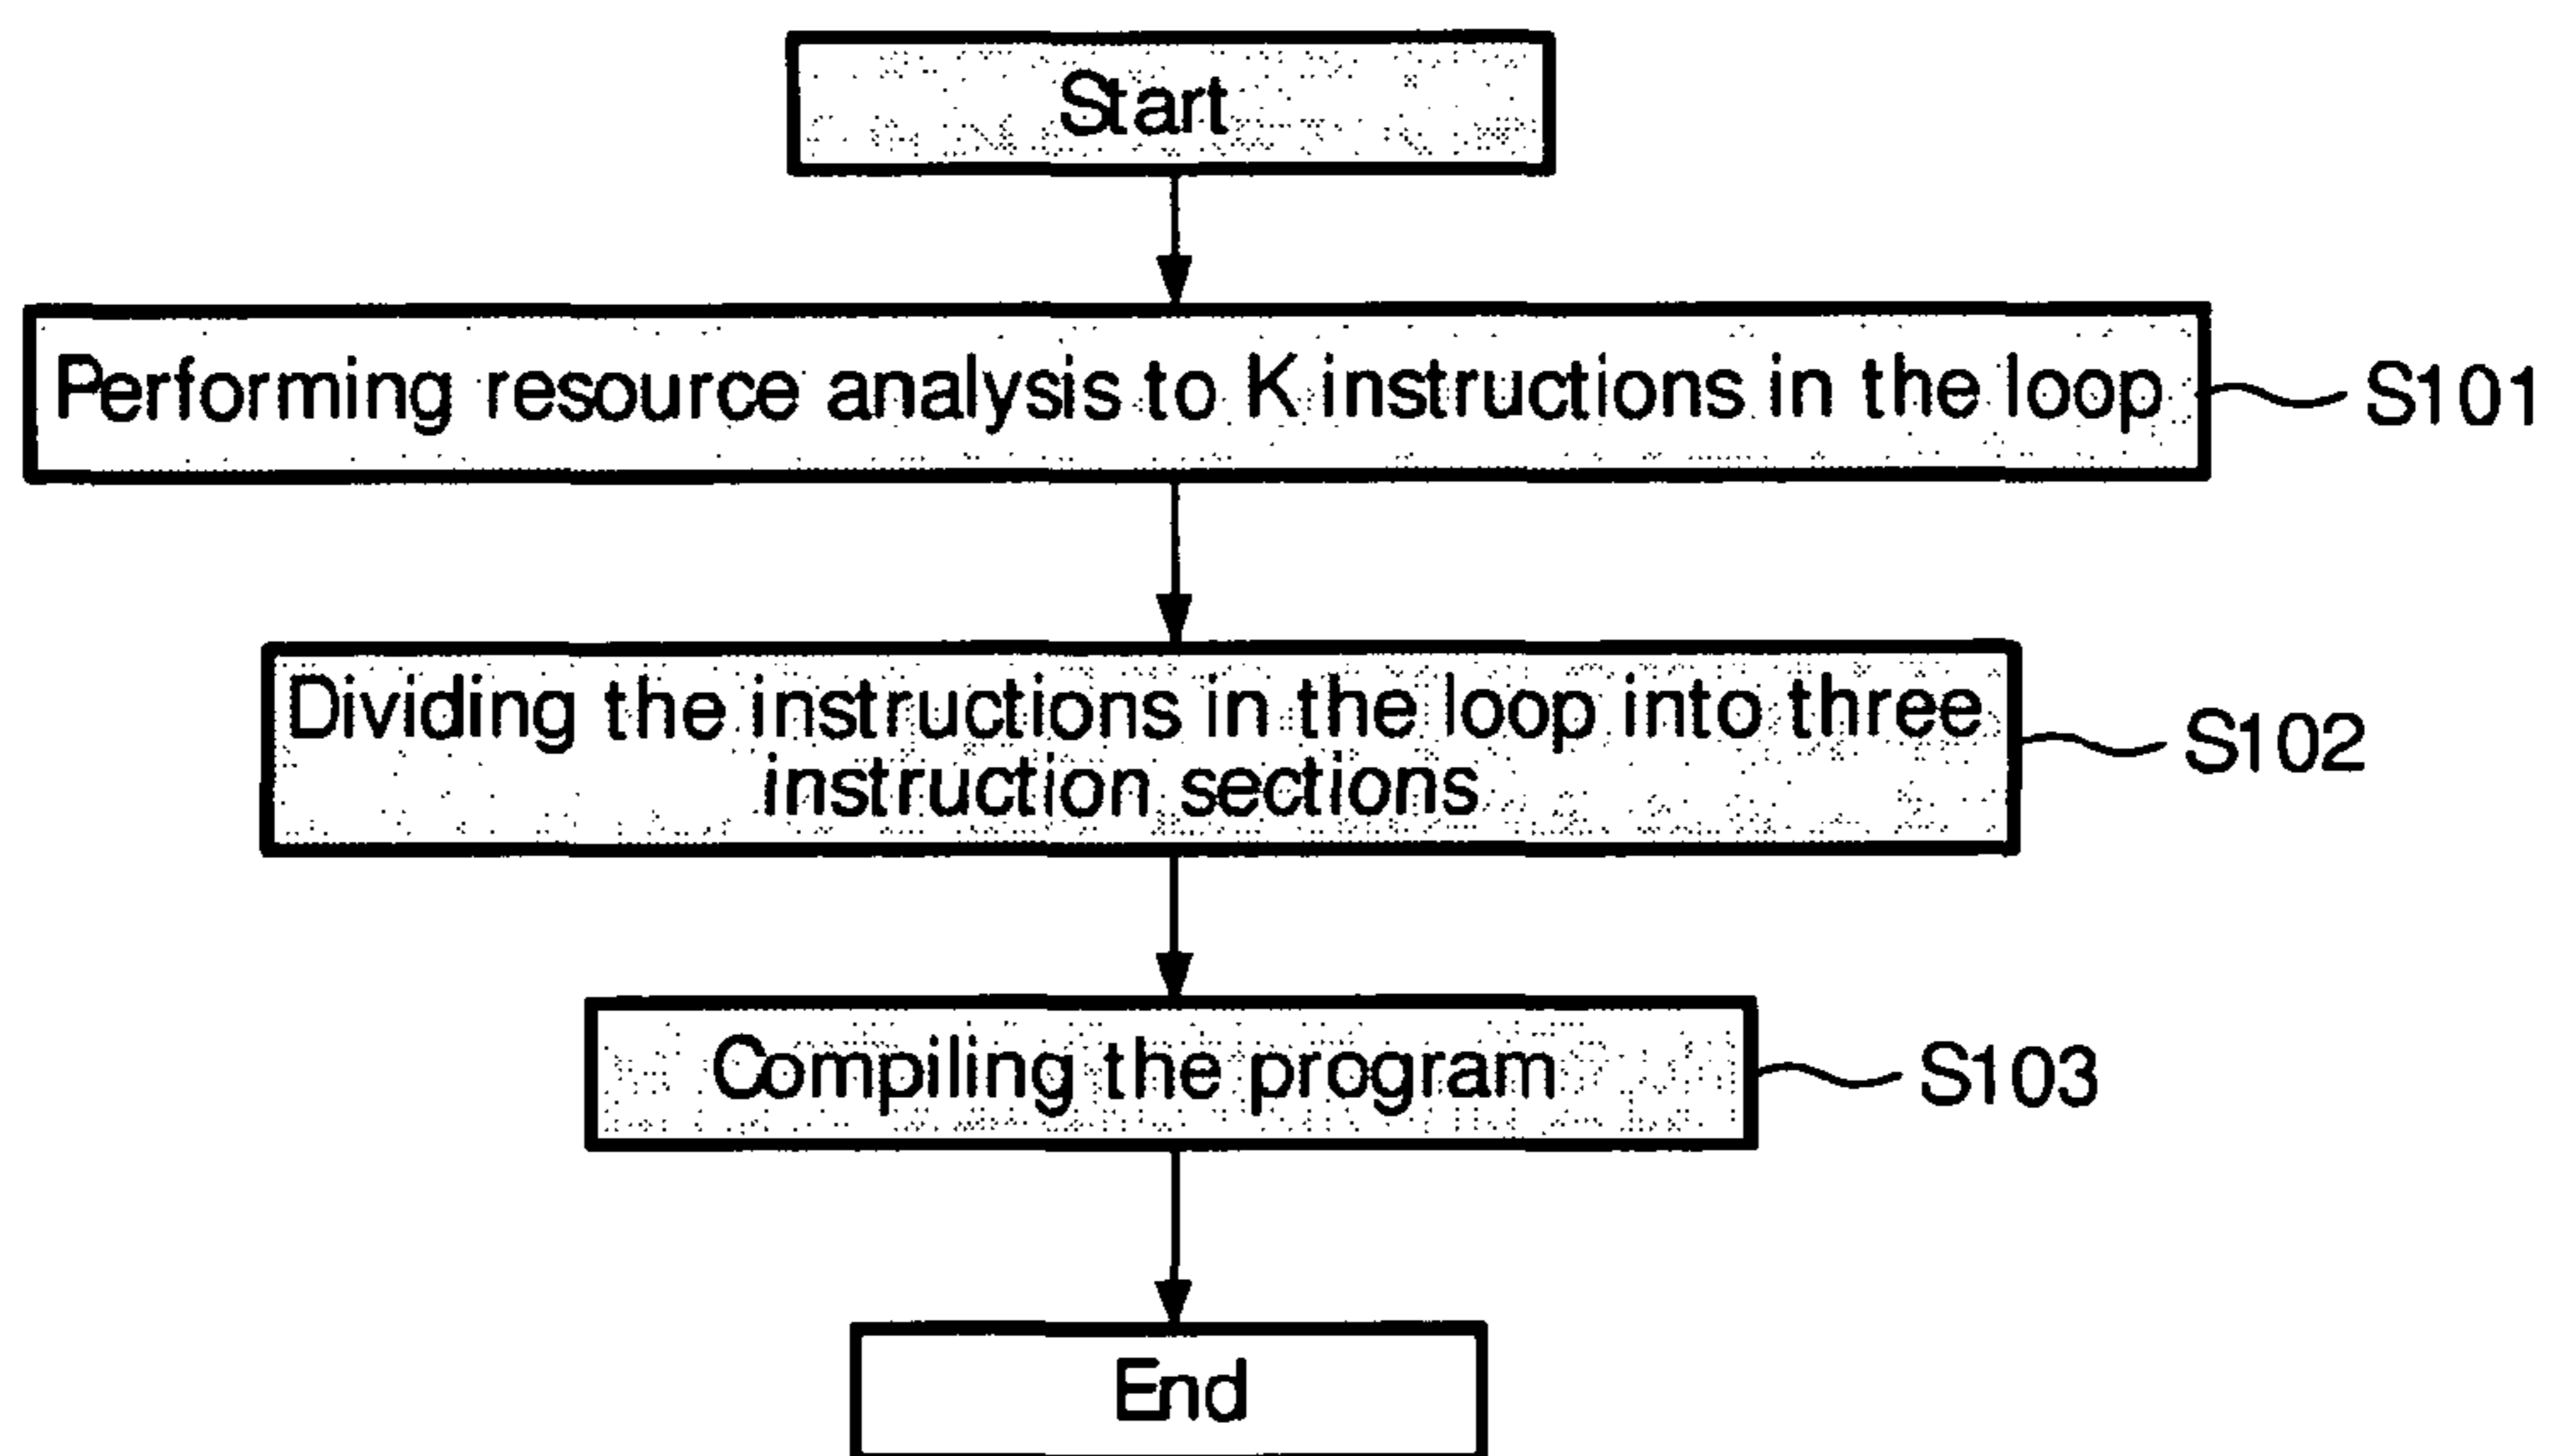 Start
Performing resource analysis to K instructions in the loop
S101
Dividing the instructions in the loop into three
instruction sections
S102
Compiling the program
S103
End